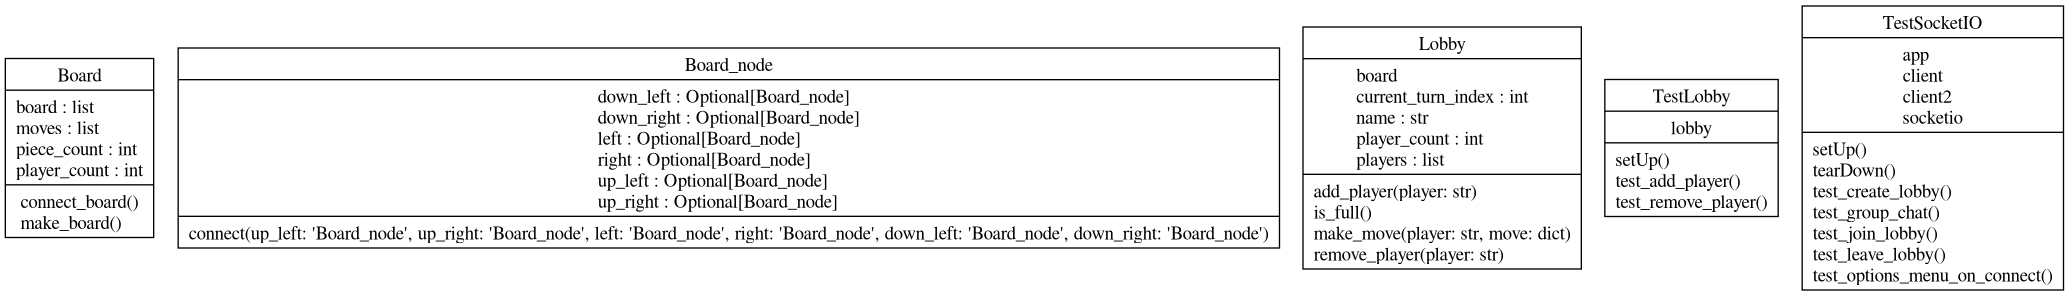 Board
board : list
moves : list
piece_count : int
player_count : int
connect_board()
make_board()
Board_node
down_left : Optional[Board_node]
down_right : Optional[Board_node]
left : Optional[Board_node]
right : Optional[Board_node]
up_left : Optional[Board_node]
up_right : Optional[Board_node]
connect(up_left: 'Board_node', up_right: 'Board_node', left: 'Board_node', right: 'Board_node', down_left: 'Board_node', down_right: 'Board_node')
Lobby
board
current_turn_index : int
name : str
player_count : int
players : list
add_player(player: str)
is_full()
make_move(player: str, move: dict)
remove_player(player: str)
TestLobby
lobby
setUp()
test_add_player()
test_remove_player()
TestSocketIO
app
client
client2
socketio
setUp()
tearDown()
test_create_lobby()
test_group_chat()
test_join_lobby()
test_leave_lobby()
test_options_menu_on_connect()